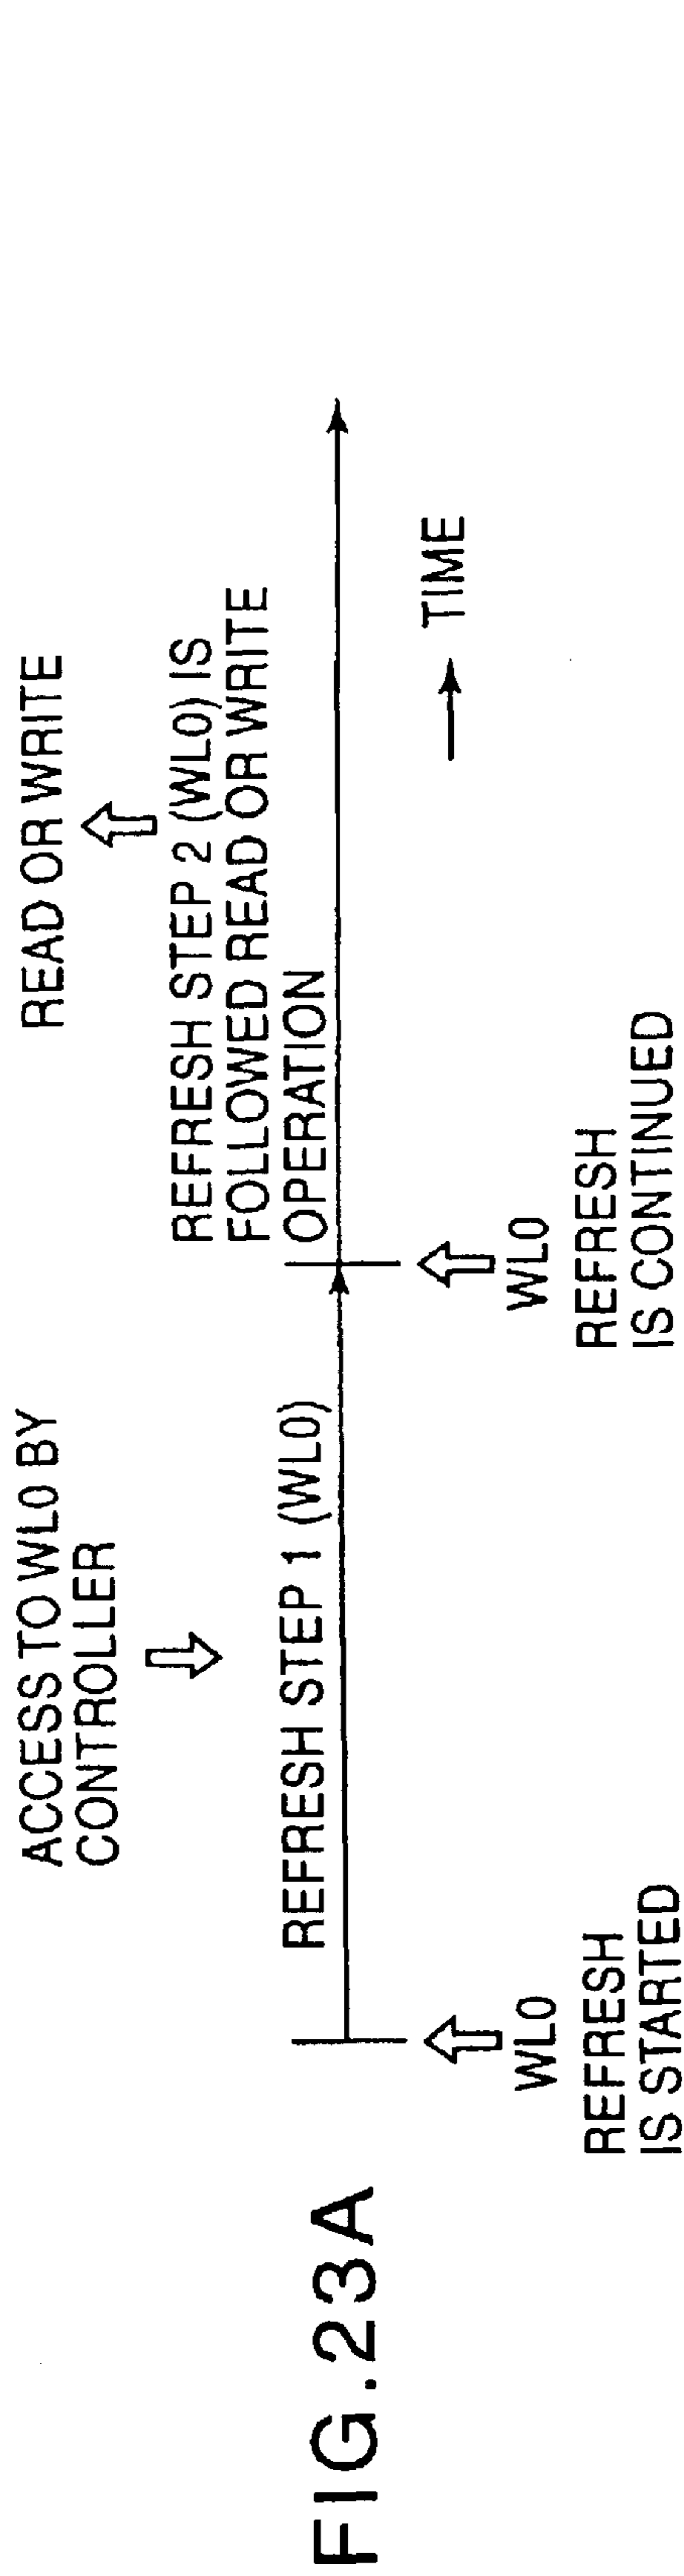 FIG.23A
ACCESS TO WL0 BY
CONTROLLER
READ OR WRITE
REFRESH STEP 1 (WL0)
REFRESH STEP 2 (WL0) IS
FOLLOWED READ OR WRITE
OPERATION
TIME
WL0
REFRESH
IS STARTED
WL0
REFRESH
IS CONTINUED